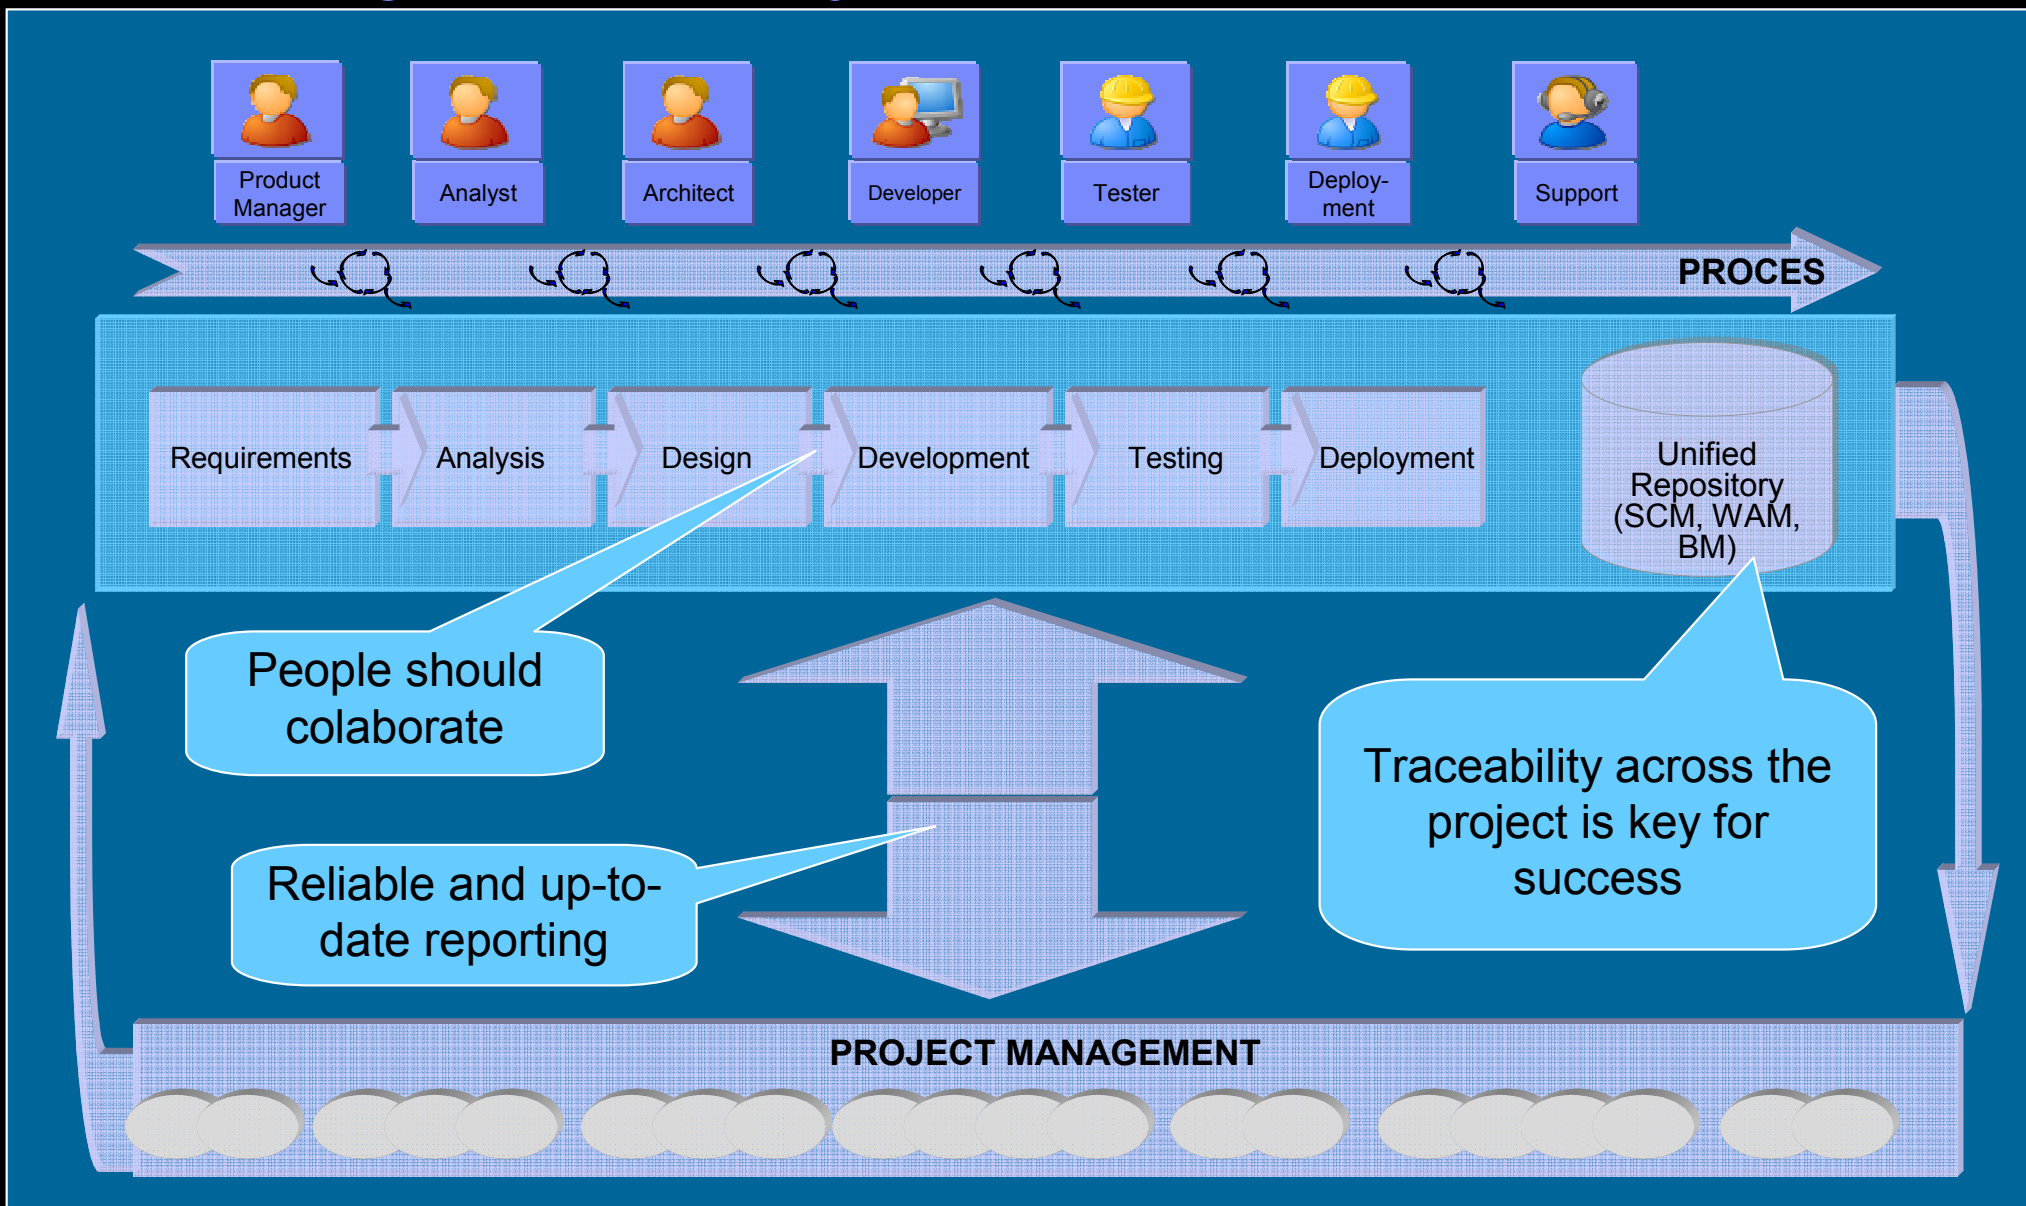 Product
Manager
Analyst
Architect
Developer
Tester
Deploy-
ment
Support
PROCES
Requirements
Analysis
Design
Development
Testing
Deployment
Unified
Repository
(SCM, WAM,
BM)
People should
colaborate
Traceability across the
project is key for
success
Reliable and up-to-
date reporting
PROJECT MANAGEMENT